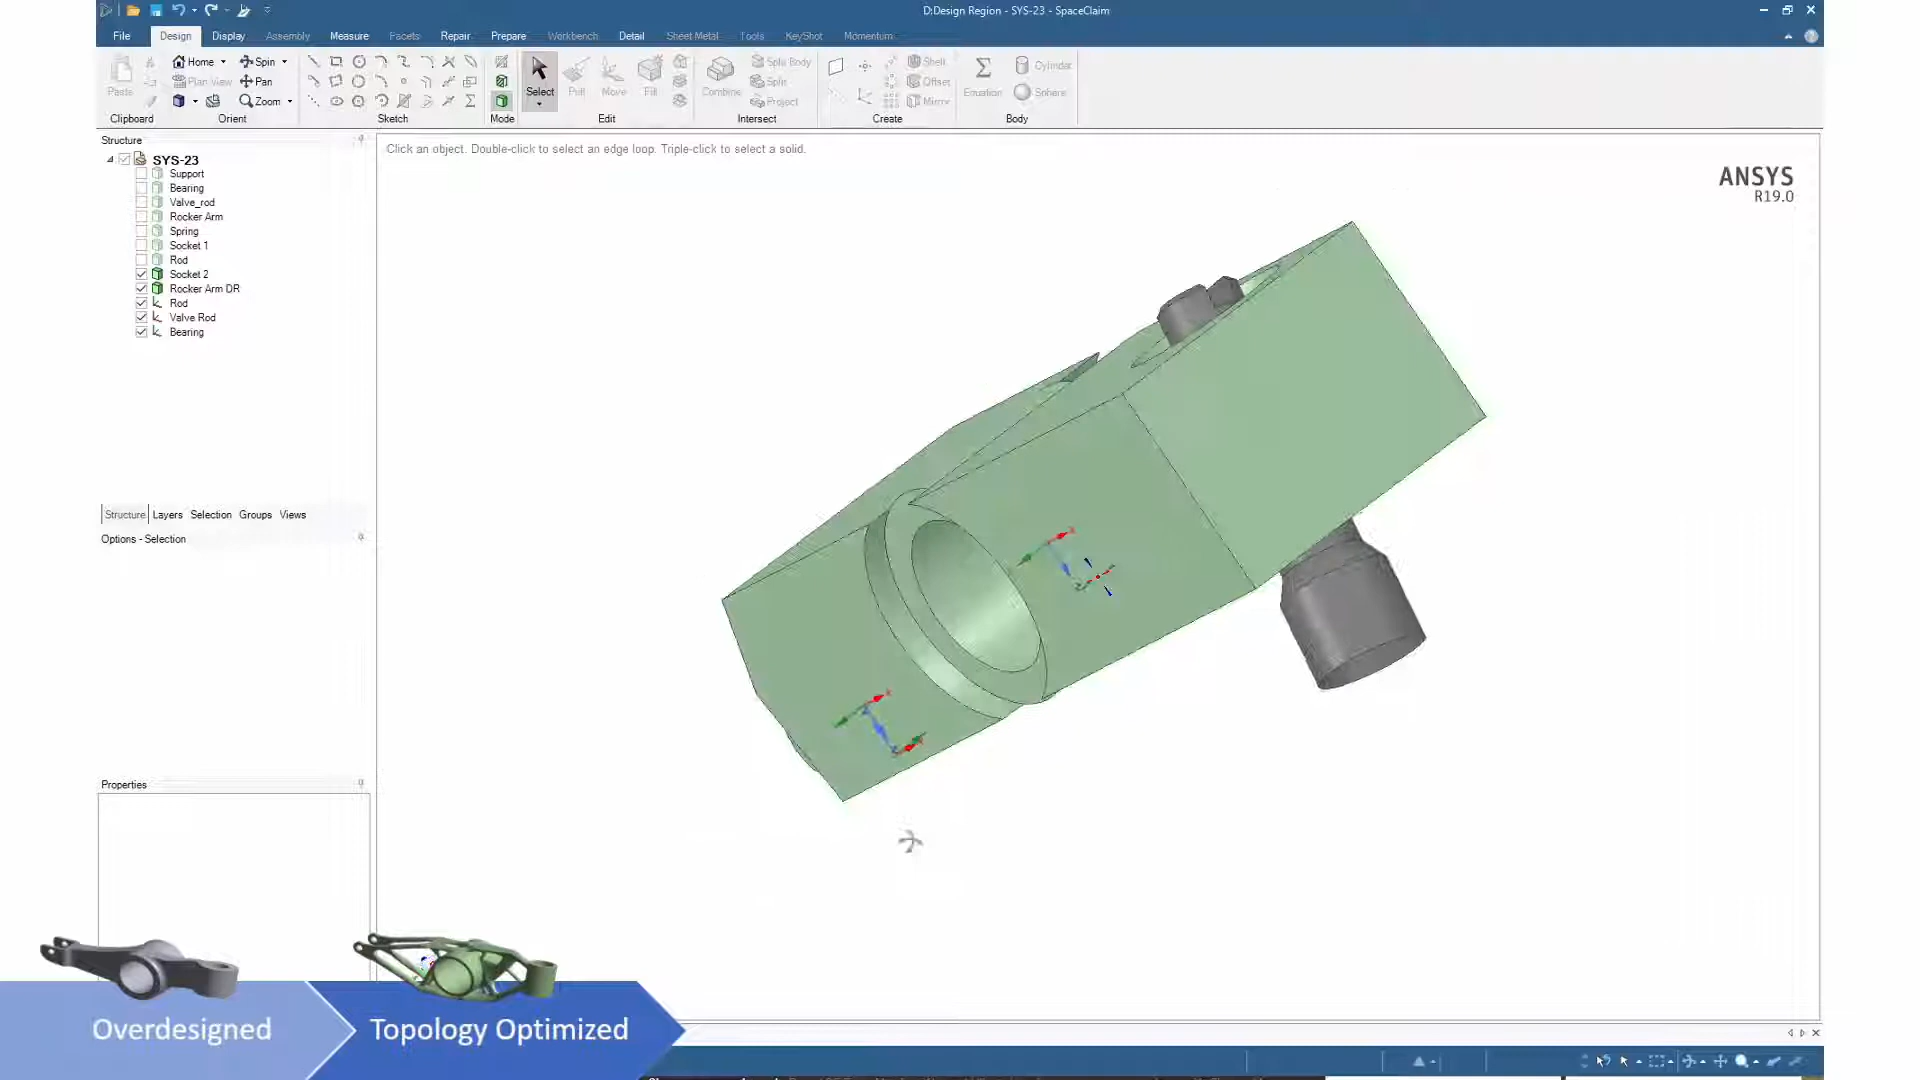 D:Design Region - SYS-23 - SpaceClaim
File Design Display Assembly Measure Facets Repair Prepare Workbench Detail Sheet Metal Tools KeyShot Momentum
Home Spin
Plan View Pan
Zoom
Paste
Select Pull Move Fill
Combine
Split Body
Split
Project
Shell
Offset
Mirror
Equation
Cylinder
Sphere
Clipboard Orient Sketch Mode Edit Intersect Create Body
Structure
Click an object. Double-click to select an edge loop. Triple-click to select a solid.
SYS-23
Support
Bearing
Valve_rod
Rocker Arm
Spring
Socket 1
Rod
Socket 2
Rocker Arm DR
Rod
Valve Rod
Bearing
ANSYS
R19.0
Structure Layers Selection Groups Views
Options - Selection
Properties
Overdesigned
Topology Optimized